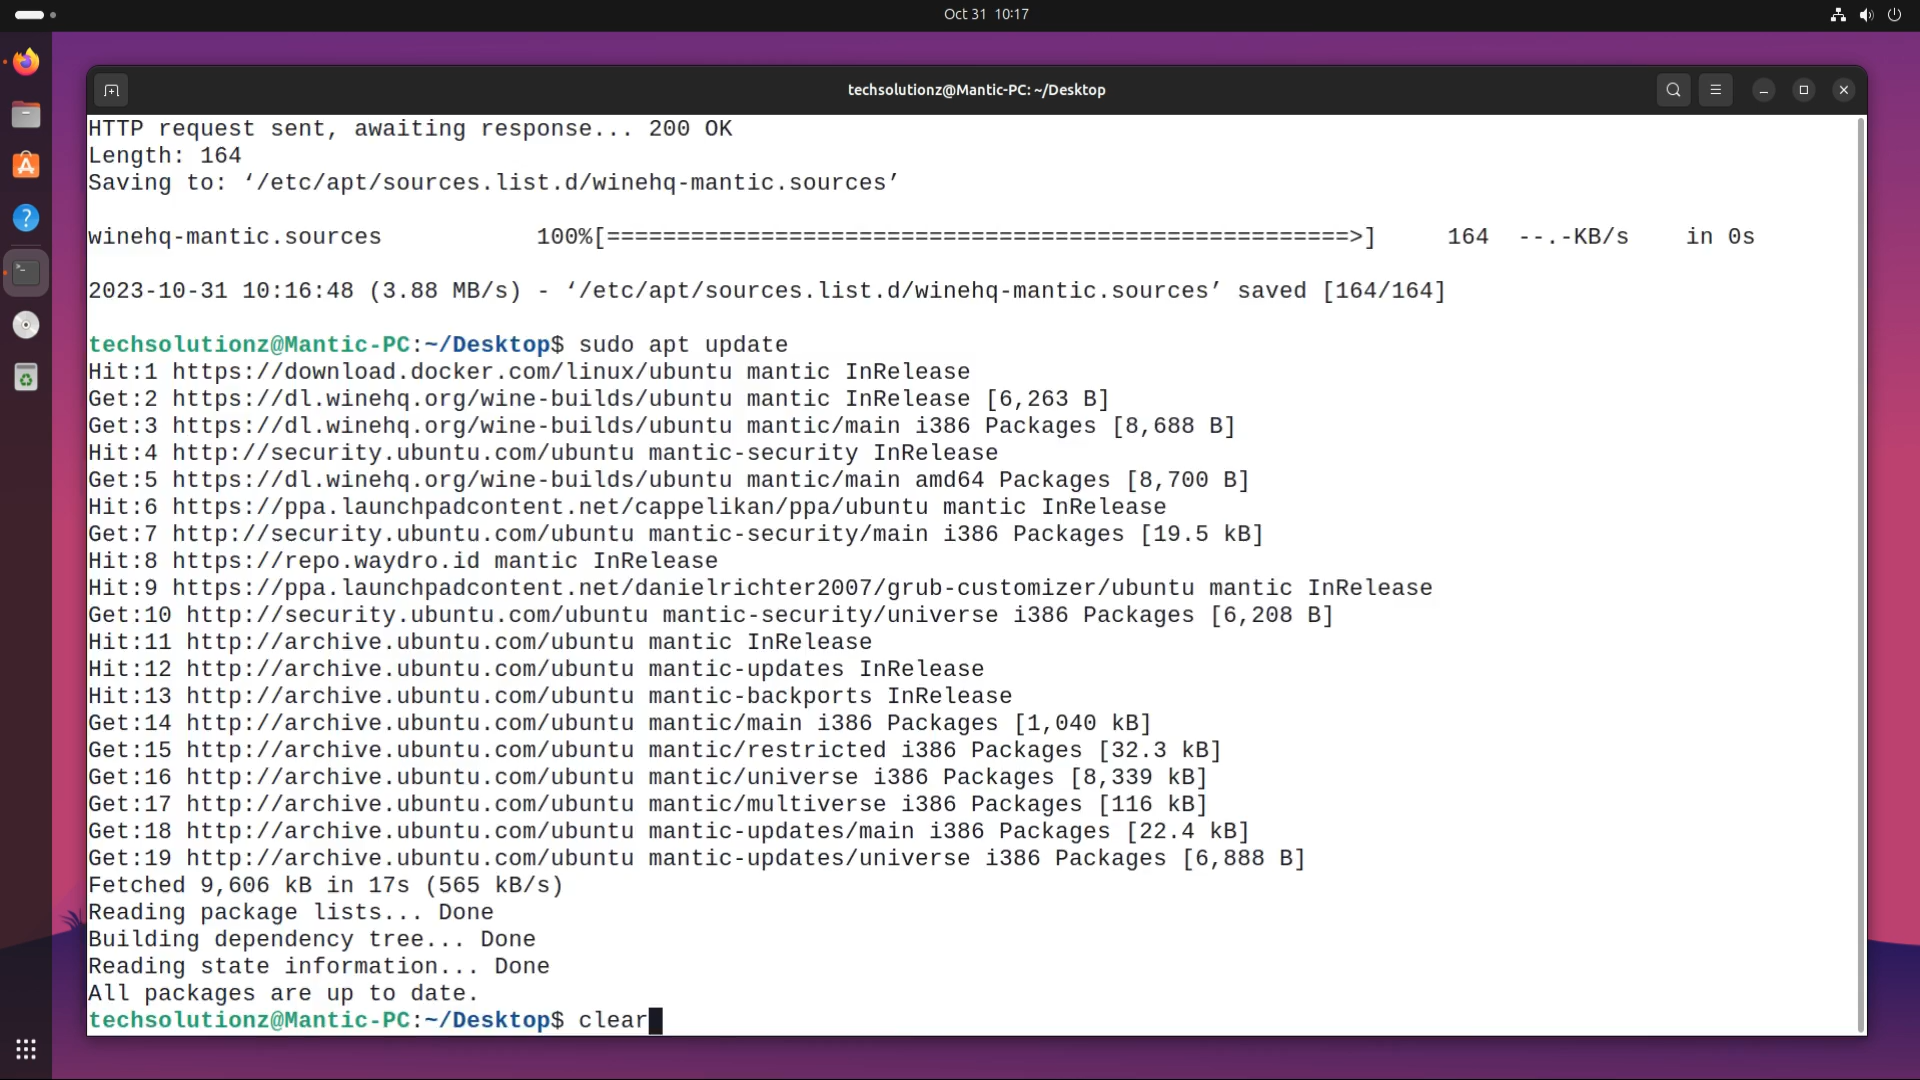 Oct 31 10:17
techsolutionz@Mantic-PC: ~/Desktop
HTTP request sent, awaiting response... 200 OK
Length: 164
Saving to: ‘/etc/apt/sources.list.d/winehq-mantic.sources’
winehq-mantic.sources 100%[=====================================================>] 164 --.-KB/s in 0s
2023-10-31 10:16:48 (3.88 MB/s) - ‘/etc/apt/sources.list.d/winehq-mantic.sources’ saved [164/164]
techsolutionz@Mantic-PC:~/Desktop$ sudo apt update
Hit:1 https://download.docker.com/linux/ubuntu mantic InRelease
Get:2 https://dl.winehq.org/wine-builds/ubuntu mantic InRelease [6,263 B]
Get:3 https://dl.winehq.org/wine-builds/ubuntu mantic/main i386 Packages [8,688 B]
Hit:4 http://security.ubuntu.com/ubuntu mantic-security InRelease
Get:5 https://dl.winehq.org/wine-builds/ubuntu mantic/main amd64 Packages [8,700 B]
Hit:6 https://ppa.launchpadcontent.net/cappelikan/ppa/ubuntu mantic InRelease
Get:7 http://security.ubuntu.com/ubuntu mantic-security/main i386 Packages [19.5 kB]
Hit:8 https://repo.waydro.id mantic InRelease
Hit:9 https://ppa.launchpadcontent.net/danielrichter2007/grub-customizer/ubuntu mantic InRelease
Get:10 http://security.ubuntu.com/ubuntu mantic-security/universe i386 Packages [6,208 B]
Hit:11 http://archive.ubuntu.com/ubuntu mantic InRelease
Hit:12 http://archive.ubuntu.com/ubuntu mantic-updates InRelease
Hit:13 http://archive.ubuntu.com/ubuntu mantic-backports InRelease
Get:14 http://archive.ubuntu.com/ubuntu mantic/main i386 Packages [1,040 kB]
Get:15 http://archive.ubuntu.com/ubuntu mantic/restricted i386 Packages [32.3 kB]
Get:16 http://archive.ubuntu.com/ubuntu mantic/universe i386 Packages [8,339 kB]
Get:17 http://archive.ubuntu.com/ubuntu mantic/multiverse i386 Packages [116 kB]
Get:18 http://archive.ubuntu.com/ubuntu mantic-updates/main i386 Packages [22.4 kB]
Get:19 http://archive.ubuntu.com/ubuntu mantic-updates/universe i386 Packages [6,888 B]
Fetched 9,606 kB in 17s (565 kB/s)
Reading package lists... Done
Building dependency tree... Done
Reading state information... Done
All packages are up to date.
techsolutionz@Mantic-PC:~/Desktop$ clear